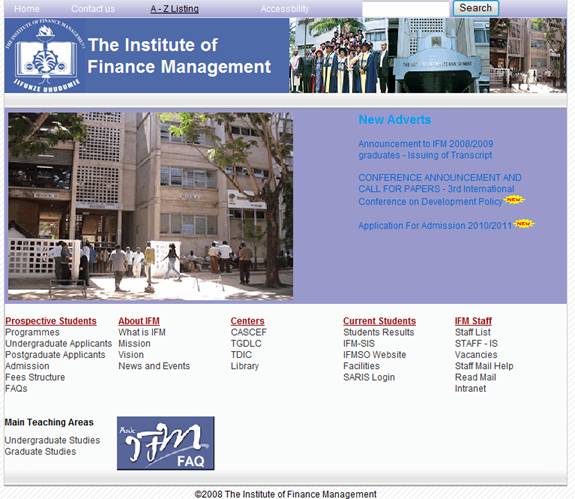 Home Contact us A - Z Listing Accessbility Search
THE INSTITUTE OF FINANCE MANAGEMENT
JIFUNZE UHUDUMIE
The Institute of
Finance Management
New Adverts
Announcement to IFM 2008/2009
graduates - Issuing of Transcript
CONFERENCE ANNOUNCEMENT AND
CALL FOR PAPERS - 3rd International
Conference on Development Policy NEW
Application For Admission 2010/2011 NEW
Prospective Students
Programmes
Undergraduate Applicants
Postgraduate Applicants
Admission
Fees Structure
FAQs
About IFM
What is IFM
Mission
Vision
News and Events
Centers
CASCEF
TGDLC
TDIC
Library
Current Students
Students Results
IFM-SIS
IFMSO Website
Facilities
SARIS Login
IFM Staff
Staff List
STAFF - IS
Vacancies
Staff Mail Help
Read Mail
Intranet
Main Teaching Areas
Undergraduate Studies
Graduate Studies
Ask
IFM
FAQ
©2008 The Institute of Finance Management